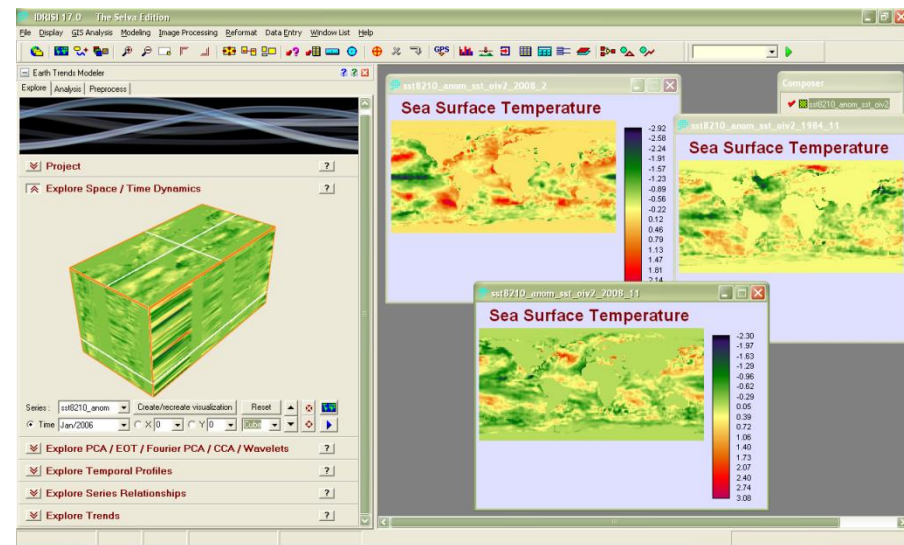 IDRISI 17.0 The Selva Edition
File Display GIS Analysis Modeling Image Processing Reformat Data Entry Window List Help
GPS
Earth Trends Modeler
Explore Analysis Preprocess
Project ?
Explore Space / Time Dynamics ?
Series : sst8210_anom Create/recreate visualization Reset
Time Jan/2006 X 0 Y 0 Cube
Explore PCA / EOT / Fourier PCA / CCA / Wavelets ?
Explore Temporal Profiles ?
Explore Series Relationships ?
Explore Trends ?
sst8210_anom_sst_oiv2_2008_2
Sea Surface Temperature
-2.92
-2.58
-2.24
-1.91
-1.57
-1.23
-0.89
-0.56
-0.22
0.12
0.46
0.79
1.13
1.47
1.81
2.14
Composer
sst8210_anom_sst_oiv2
sst8210_anom_sst_oiv2_1984_11
Sea Surface Temperature
sst8210_anom_sst_oiv2_2008_11
Sea Surface Temperature
-2.30
-1.97
-1.63
-1.29
-0.96
-0.62
-0.29
0.05
0.39
0.72
1.06
1.40
1.73
2.07
2.40
2.74
3.08